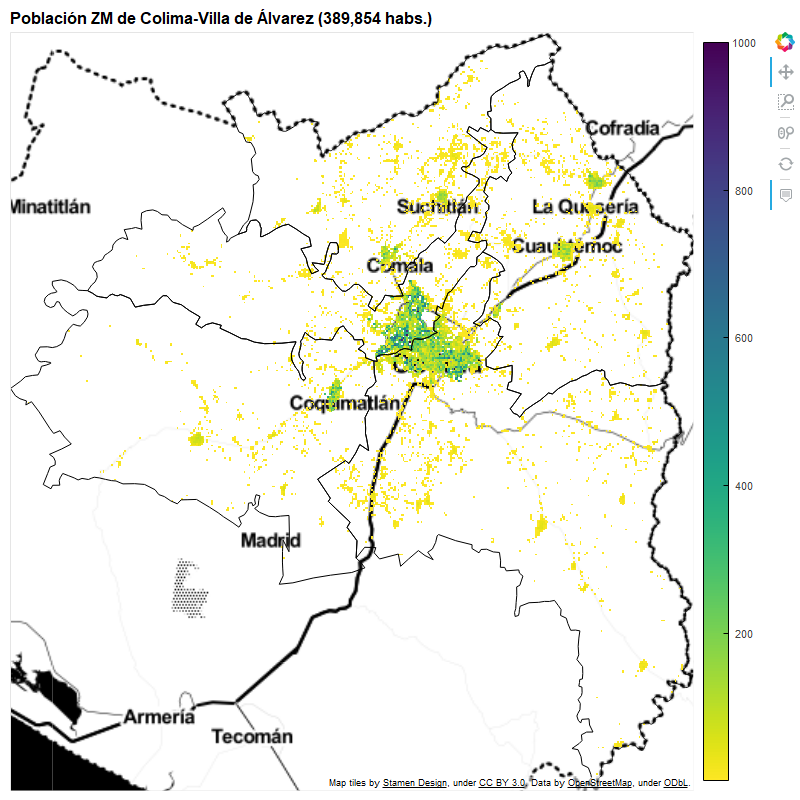 Población ZM de Colima-Villa de Álvarez (389,854 habs.)
1000
Cofradía
800
Minatitlán
Suchitlán
La Quesería
Cuauhtémoc
Comala
600
Coquimatlán
400
Madrid
200
Armería
Tecomán
Map tiles by Stamen Design, under CC BY 3.0. Data by OpenStreetMap, under ODbL.